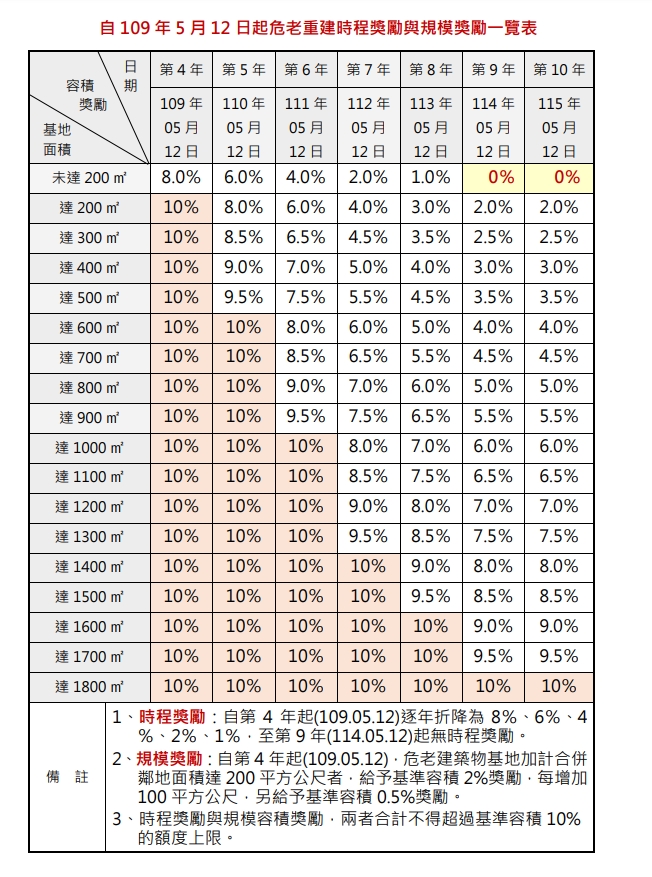 自 109 年 5 月 12 日起危老重建時程獎勵與規模獎勵一覽表
日期 容積獎勵 基地面積 第 4 年 第 5 年 第 6 年 第 7 年 第 8 年 第 9 年 第 10 年
109 年 05 月 12 日 110 年 05 月 12 日 111 年 05 月 12 日 112 年 05 月 12 日 113 年 05 月 12 日 114 年 05 月 12 日 115 年 05 月 12 日
未達 200 ㎡ 8.0% 6.0% 4.0% 2.0% 1.0% 0% 0%
達 200 ㎡ 10% 8.0% 6.0% 4.0% 3.0% 2.0% 2.0%
達 300 ㎡ 10% 8.5% 6.5% 4.5% 3.5% 2.5% 2.5%
達 400 ㎡ 10% 9.0% 7.0% 5.0% 4.0% 3.0% 3.0%
達 500 ㎡ 10% 9.5% 7.5% 5.5% 4.5% 3.5% 3.5%
達 600 ㎡ 10% 10% 8.0% 6.0% 5.0% 4.0% 4.0%
達 700 ㎡ 10% 10% 8.5% 6.5% 5.5% 4.5% 4.5%
達 800 ㎡ 10% 10% 9.0% 7.0% 6.0% 5.0% 5.0%
達 900 ㎡ 10% 10% 9.5% 7.5% 6.5% 5.5% 5.5%
達 1000 ㎡ 10% 10% 10% 8.0% 7.0% 6.0% 6.0%
達 1100 ㎡ 10% 10% 10% 8.5% 7.5% 6.5% 6.5%
達 1200 ㎡ 10% 10% 10% 9.0% 8.0% 7.0% 7.0%
達 1300 ㎡ 10% 10% 10% 9.5% 8.5% 7.5% 7.5%
達 1400 ㎡ 10% 10% 10% 10% 9.0% 8.0% 8.0%
達 1500 ㎡ 10% 10% 10% 10% 9.5% 8.5% 8.5%
達 1600 ㎡ 10% 10% 10% 10% 10% 9.0% 9.0%
達 1700 ㎡ 10% 10% 10% 10% 10% 9.5% 9.5%
達 1800 ㎡ 10% 10% 10% 10% 10% 10% 10%
備 註
1、時程獎勵：自第 4 年起(109.05.12)逐年折降為 8%、6%、4
%、2%、1%，至第 9 年(114.05.12)起無時程獎勵。
2、規模獎勵：自第 4 年起(109.05.12)，危老建築物基地加計合併
鄰地面積達 200 平方公尺者，給予基準容積 2%獎勵，每增加
100 平方公尺，另給予基準容積 0.5%獎勵。
3、時程獎勵與規模容積獎勵，兩者合計不得超過基準容積 10%
的額度上限。